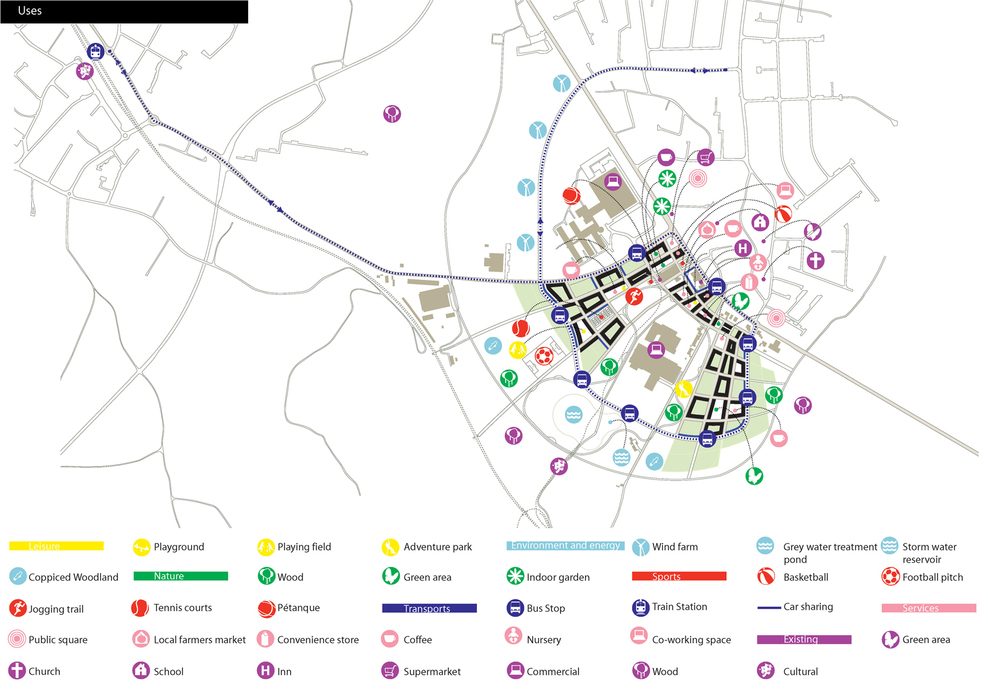 Uses
Leisure
Playground
Playing field
Adventure park
Environment and energy
Wind farm
Grey water treatment
pond
Storm water
reservoir
Coppiced Woodland
Nature
Wood
Green area
Indoor garden
Sports
Basketball
Football pitch
Jogging trail
Tennis courts
Pétanque
Transports
Bus Stop
Train Station
Car sharing
Services
Public square
Local farmers market
Convenience store
Coffee
Nursery
Co-working space
Existing
Green area
Church
School
H
Inn
Supermarket
Commercial
Wood
Cultural
H